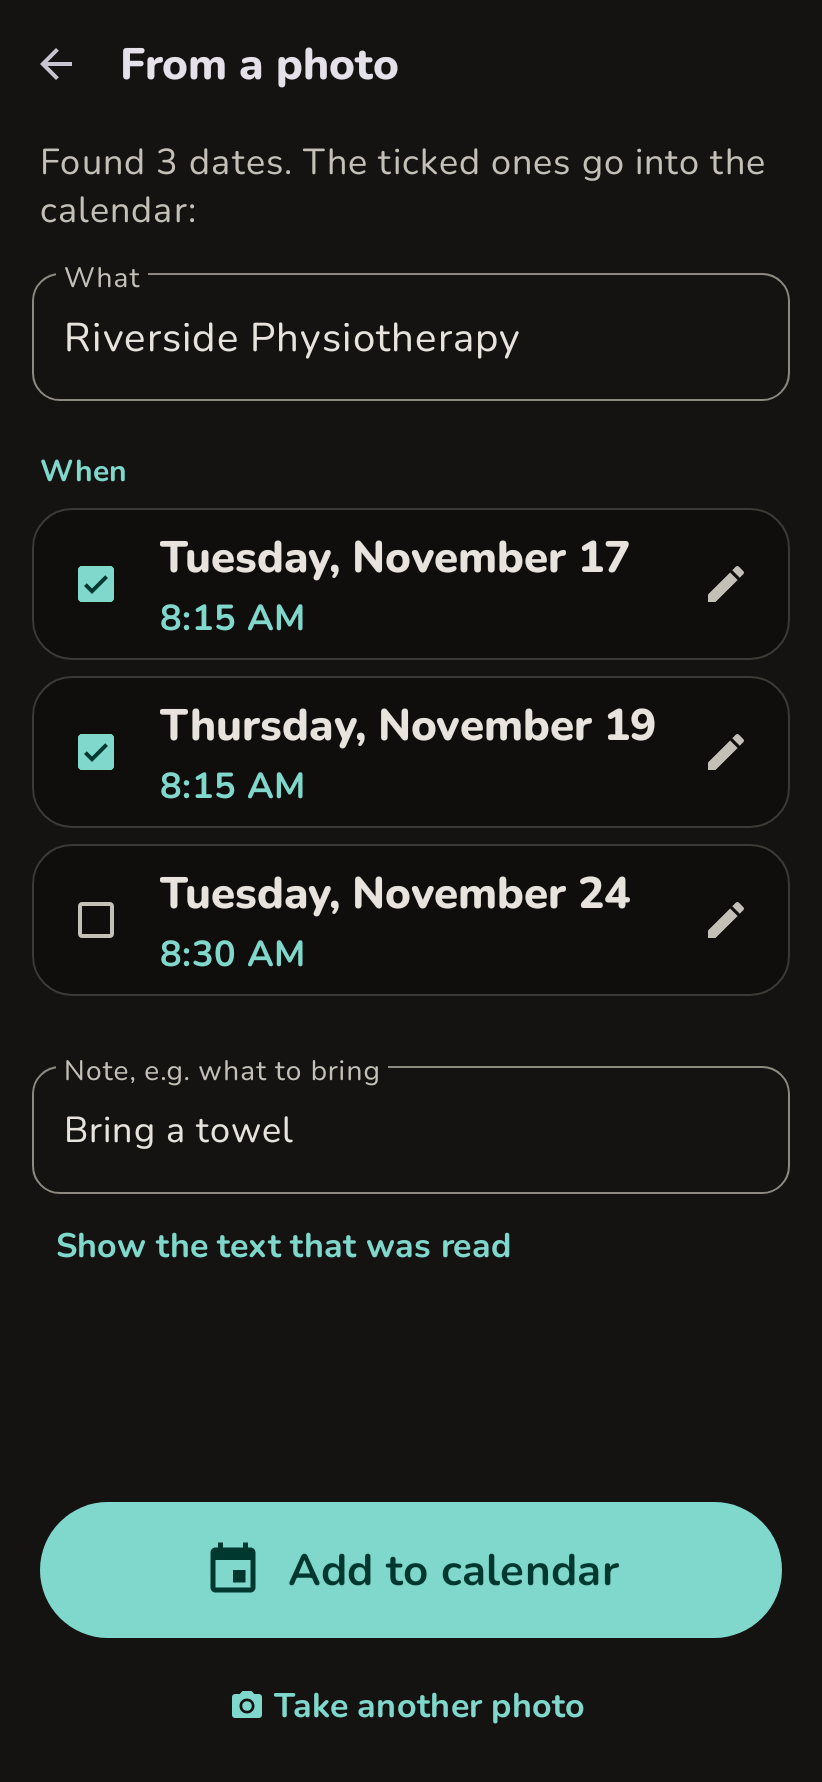 From a photo
Found 3 dates. The ticked ones go into the
calendar:
What
Riverside Physiotherapy
When
Tuesday, November 17
8:15 AM
Thursday, November 19
8:15 AM
Tuesday, November 24
8:30 AM
Note, e.g. what to bring
Bring a towel
Show the text that was read
Add to calendar
Take another photo